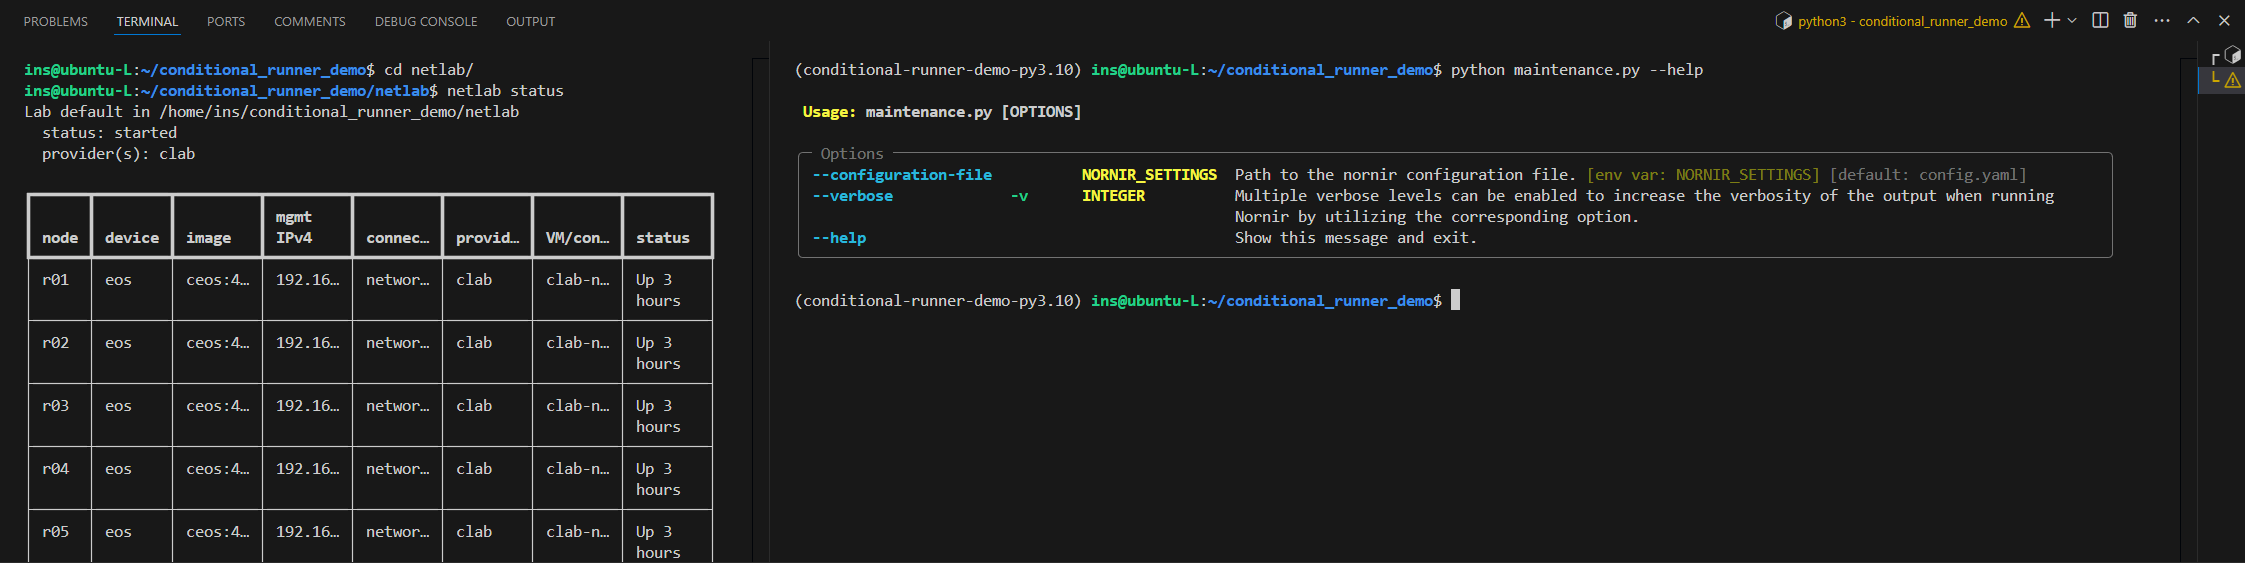 PROBLEMS TERMINAL PORTS COMMENTS DEBUG CONSOLE OUTPUT
python3 - conditional_runner_demo
ins@ubuntu-L:~/conditional_runner_demo$ cd netlab/
ins@ubuntu-L:~/conditional_runner_demo/netlab$ netlab status
Lab default in /home/ins/conditional_runner_demo/netlab
status: started
provider(s): clab
mgmt
node device image IPv4 connec… provid… VM/con… status
r01 eos ceos:4… 192.16… networ… clab clab-n… Up 3
hours
r02 eos ceos:4… 192.16… networ… clab clab-n… Up 3
hours
r03 eos ceos:4… 192.16… networ… clab clab-n… Up 3
hours
r04 eos ceos:4… 192.16… networ… clab clab-n… Up 3
hours
r05 eos ceos:4… 192.16… networ… clab clab-n… Up 3
hours
(conditional-runner-demo-py3.10) ins@ubuntu-L:~/conditional_runner_demo$ python maintenance.py --help
Usage: maintenance.py [OPTIONS]
Options
--configuration-file NORNIR_SETTINGS Path to the nornir configuration file. [env var: NORNIR_SETTINGS] [default: config.yaml]
--verbose -v INTEGER Multiple verbose levels can be enabled to increase the verbosity of the output when running
Nornir by utilizing the corresponding option.
--help Show this message and exit.
(conditional-runner-demo-py3.10) ins@ubuntu-L:~/conditional_runner_demo$